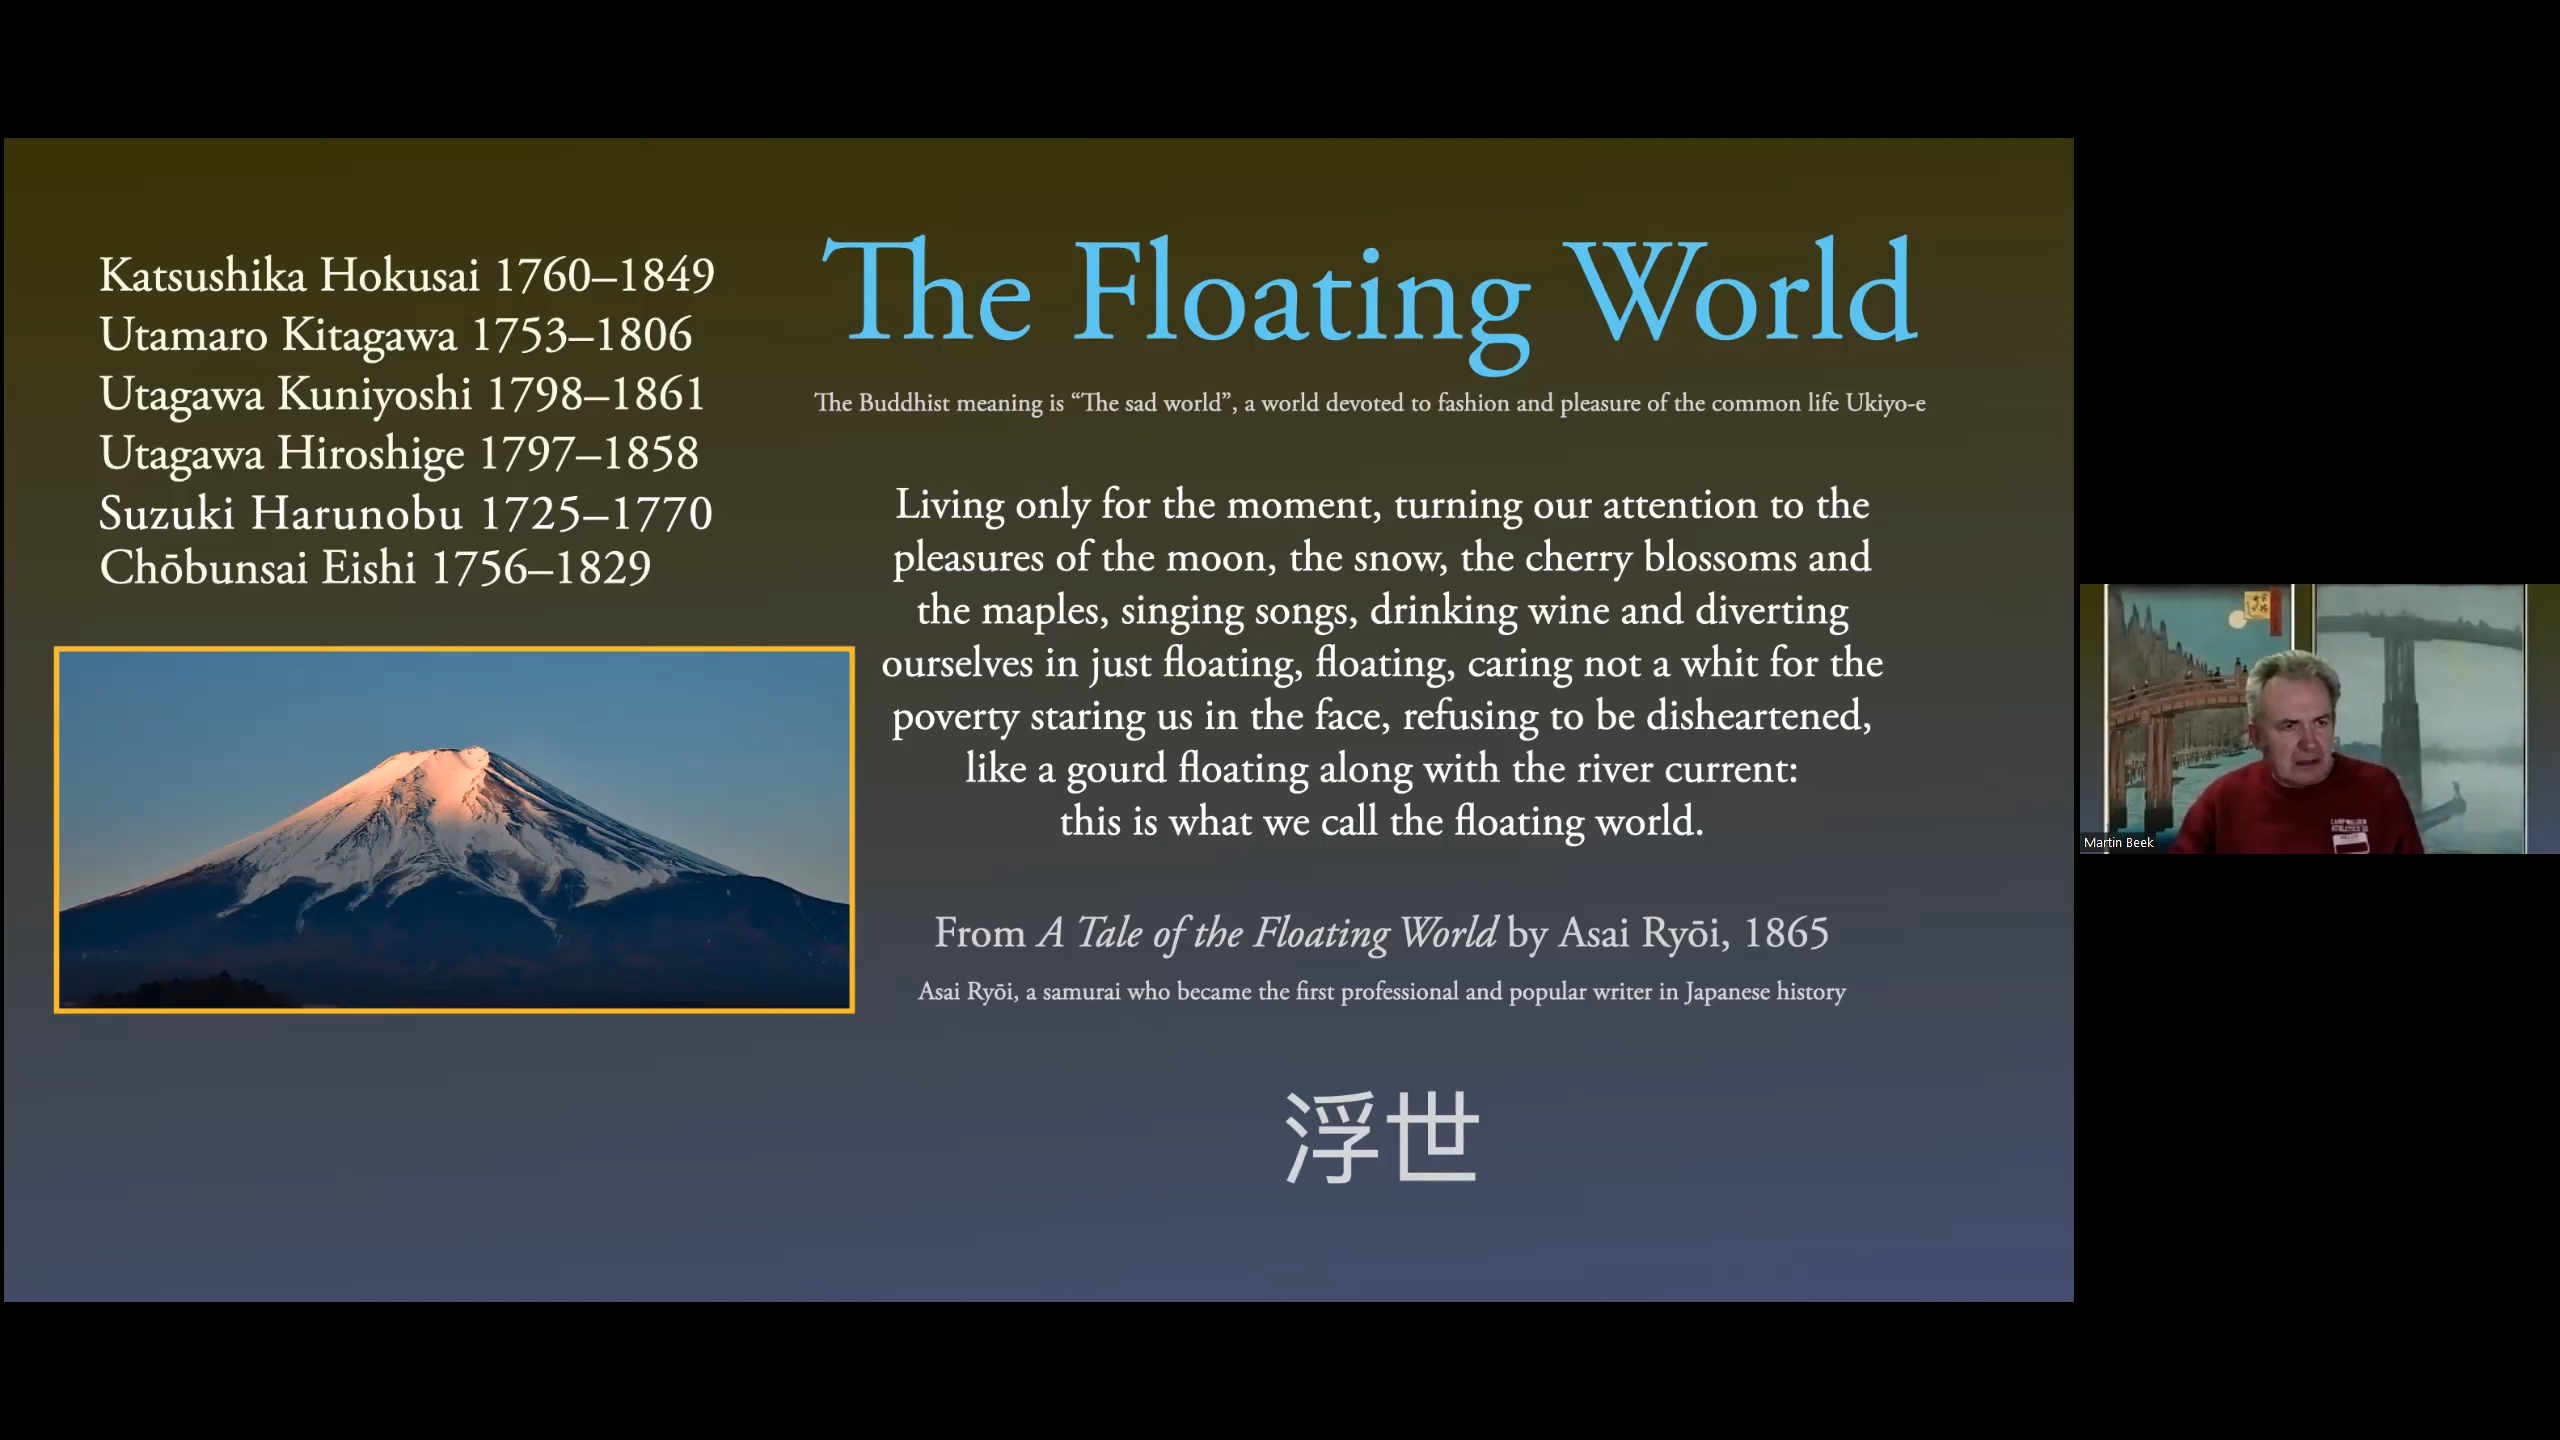 Katsushika Hokusai 1760–1849
Utamaro Kitagawa 1753–1806
Utagawa Kuniyoshi 1798–1861
Utagawa Hiroshige 1797–1858
Suzuki Harunobu 1725–1770
Chōbunsai Eishi 1756–1829
The Floating World
The Buddhist meaning is “The sad world”, a world devoted to fashion and pleasure of the common life Ukiyo-e
Living only for the moment, turning our attention to the
pleasures of the moon, the snow, the cherry blossoms and
the maples, singing songs, drinking wine and diverting
ourselves in just floating, floating, caring not a whit for the
poverty staring us in the face, refusing to be disheartened,
like a gourd floating along with the river current:
this is what we call the floating world.
From A Tale of the Floating World by Asai Ryōi, 1865
Asai Ryōi, a samurai who became the first professional and popular writer in Japanese history
浮世
Martin Beek